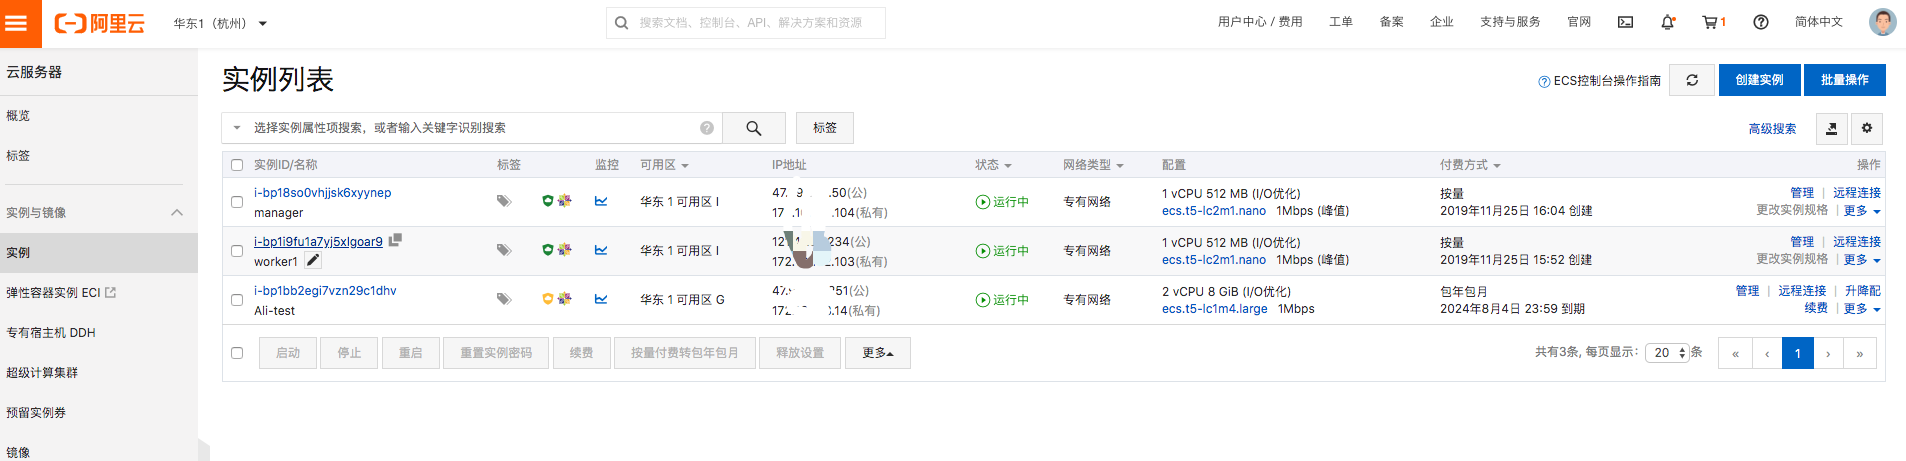 阿里云 华东1（杭州） 搜索文档、控制台、API、解决方案和资源 用户中心 / 费用 工单 备案 企业 支持与服务 官网 1 简体中文
云服务器
概览
标签
实例与镜像
实例
弹性容器实例 ECI
专有宿主机 DDH
超级计算集群
预留实例券
镜像
实例列表
ECS控制台操作指南 创建实例 批量操作
选择实例属性项搜索，或者输入关键字识别搜索 标签 高级搜索
实例ID/名称 标签 监控 可用区 IP地址 状态 网络类型 配置 付费方式 操作
i-bp18so0vhjjsk6xyynep 华东 1 可用区 I 运行中 专有网络 1 vCPU 512 MB (I/O优化) 按量 管理 远程连接
manager .50(公) .104(私有) ecs.t5-lc2m1.nano 1Mbps (峰值) 2019年11月25日 16:04 创建 更改实例规格 更多
i-bp1i9fu1a7yj5xlgoar9 华东 1 可用区 I 运行中 专有网络 1 vCPU 512 MB (I/O优化) 按量 管理 远程连接
worker1 234(公) .103(私有) ecs.t5-lc2m1.nano 1Mbps (峰值) 2019年11月25日 15:52 创建 更改实例规格 更多
i-bp1bb2egi7vzn29c1dhv 华东 1 可用区 G 运行中 专有网络 2 vCPU 8 GiB (I/O优化) 包年包月 管理 远程连接 升降配
Ali-test 51(公) .14(私有) ecs.t5-lc1m4.large 1Mbps 2024年8月4日 23:59 到期 续费 更多
启动 停止 重启 重置实例密码 续费 按量付费转包年包月 释放设置 更多 共有3条, 每页显示: 20 条 « ‹ 1 › »